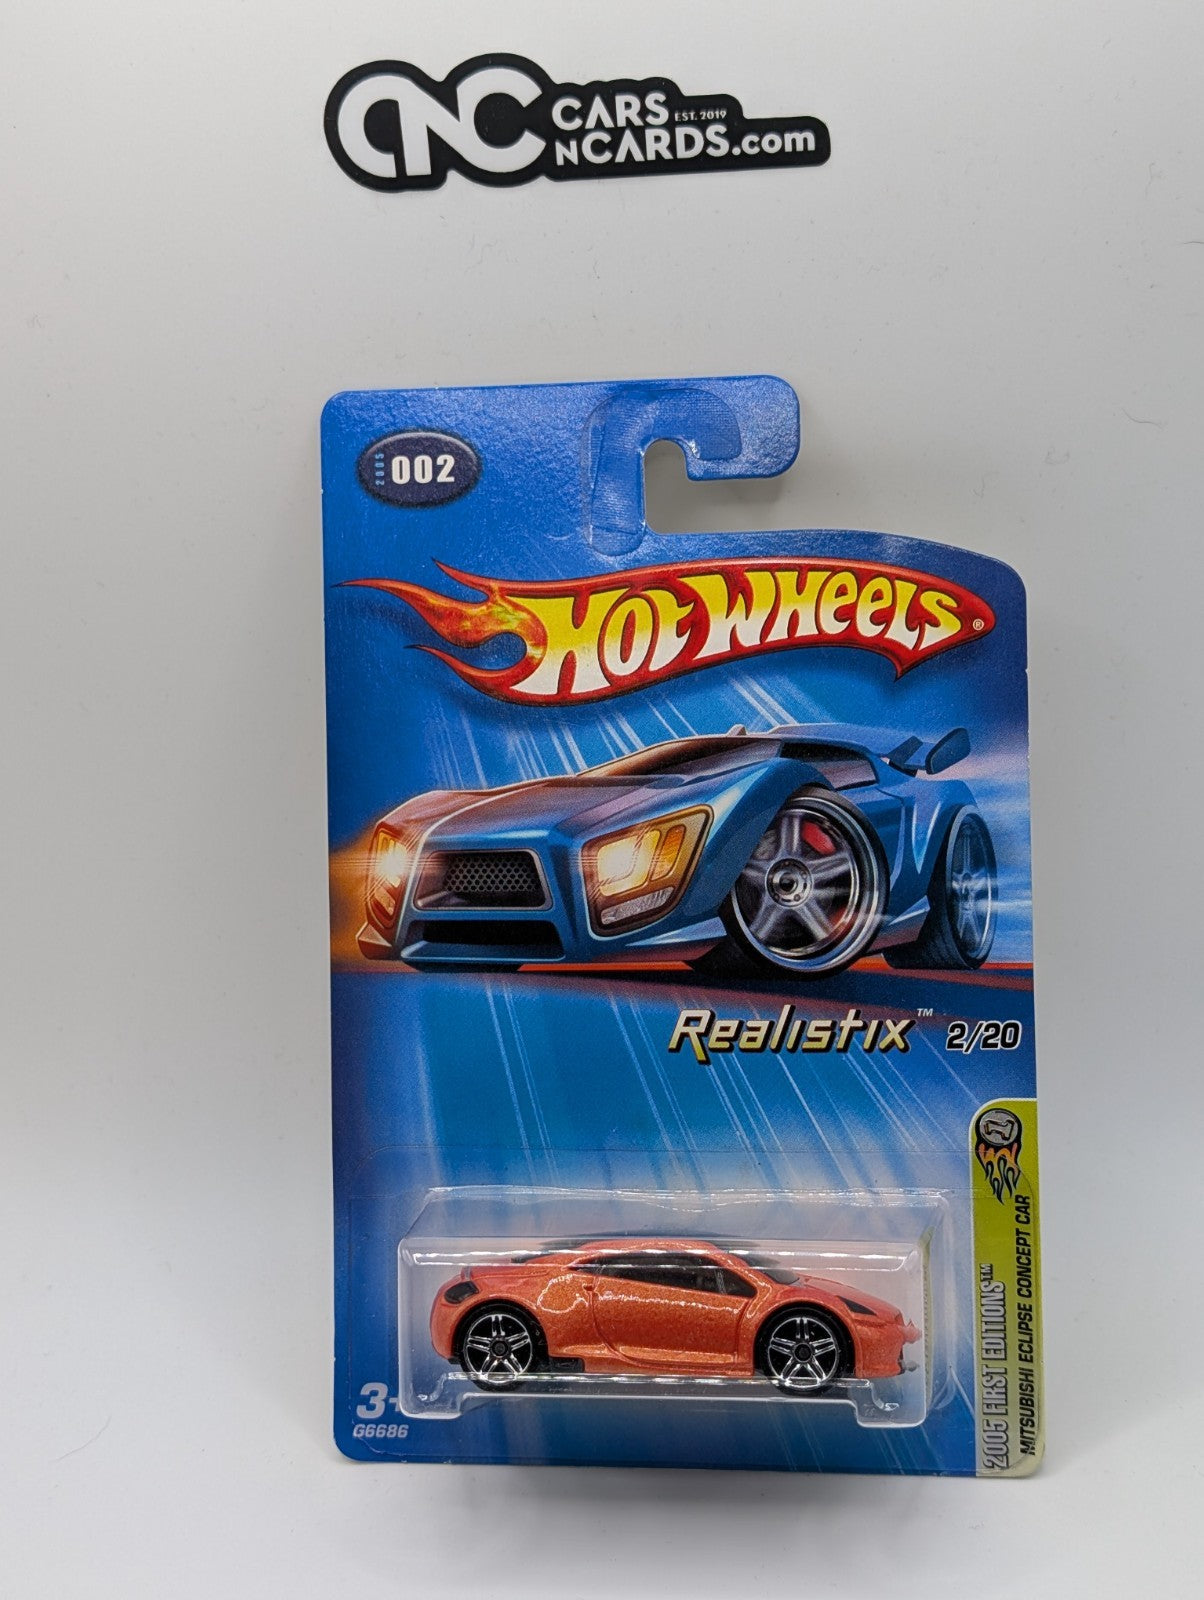 CNC CARS EST. 2019
NCARDS.com
2005 002
HOT WHEELS ®
Realistix™ 2/20
2005 FIRST EDITIONS™
MITSUBISHI ECLIPSE CONCEPT CAR
3+
G6686